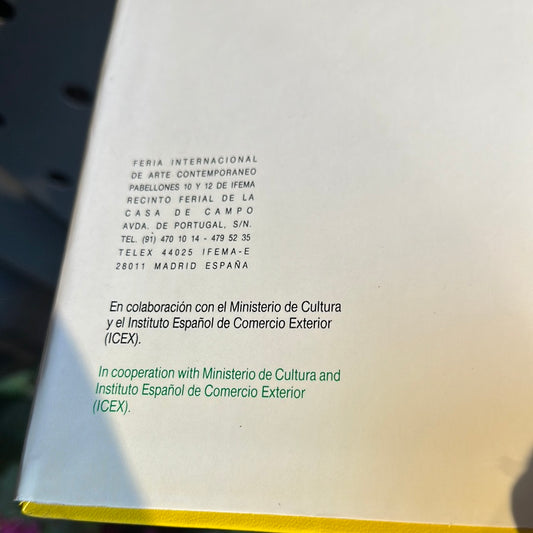 FERIA INTERNACIONAL
DE ARTE CONTEMPORANEO
PABELLONES 10 Y 12 DE IFEMA
RECINTO FERIAL DE LA
CASA DE CAMPO
AVDA. DE PORTUGAL, S/N.
TEL. (91) 470 10 14 - 479 52 35
TELEX 44025 IFEMA-E
28011 MADRID ESPAÑA
En colaboración con el Ministerio de Cultura
y el Instituto Español de Comercio Exterior
(ICEX).
In cooperation with Ministerio de Cultura and
Instituto Español de Comercio Exterior
(ICEX).